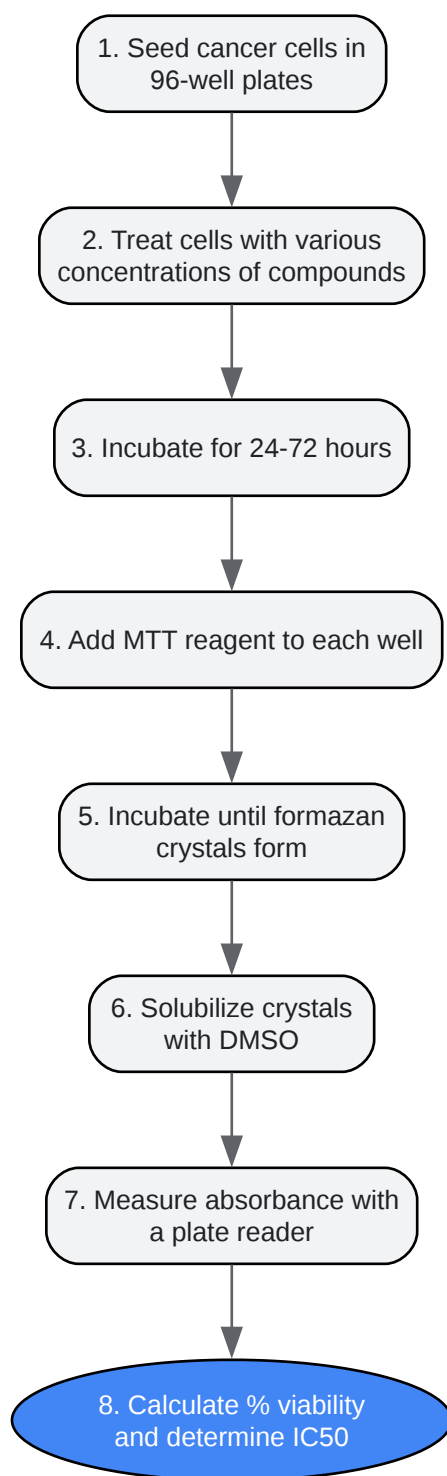 1. Seed cancer cells in
96-well plates
2. Treat cells with various
concentrations of compounds
3. Incubate for 24-72 hours
4. Add MTT reagent to each well
5. Incubate until formazan
crystals form
6. Solubilize crystals
with DMSO
7. Measure absorbance with
a plate reader
8. Calculate % viability
and determine IC50